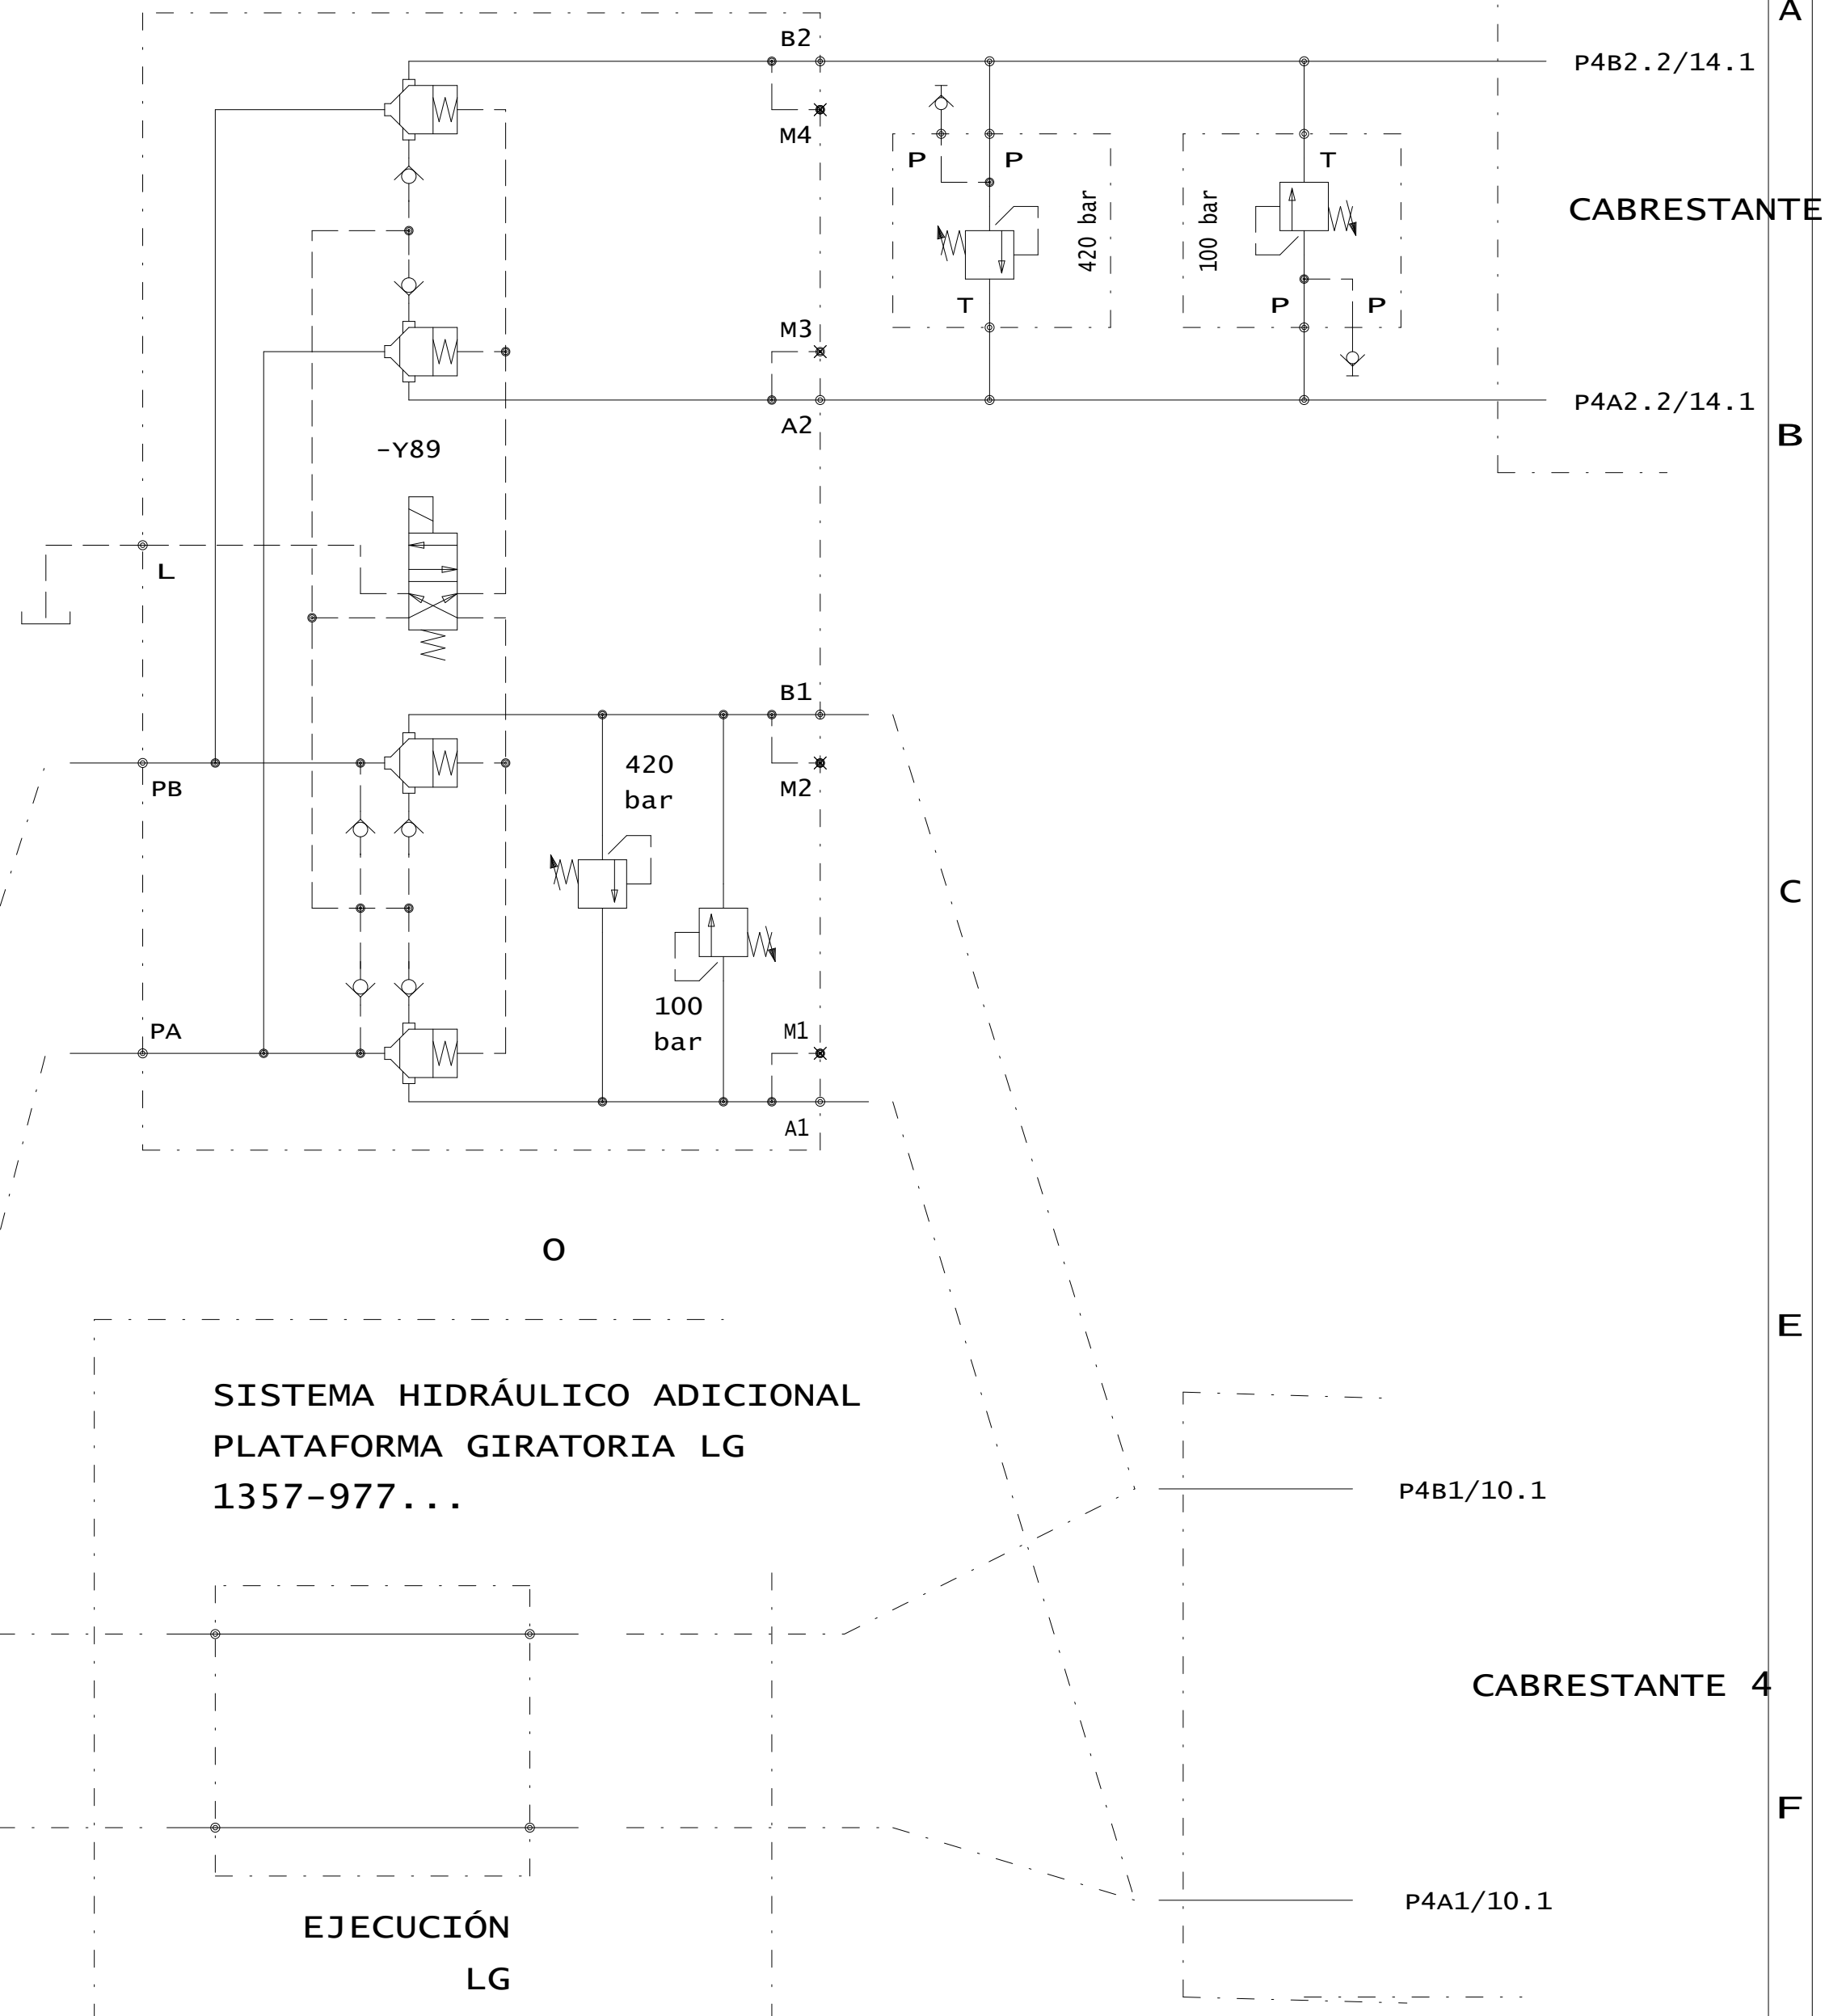 A
B2
P4B2.2/14.1
M4
P
P
T
420 bar
100 bar
CABRESTANTE
T
P
P
M3
A2
P4A2.2/14.1
B
-Y89
L
B1
PB
420
bar
M2
C
PA
100
bar
M1
A1
O
E
SISTEMA HIDRÁULICO ADICIONAL
PLATAFORMA GIRATORIA LG
1357-977...
P4B1/10.1
CABRESTANTE 4
F
P4A1/10.1
EJECUCIÓN
LG